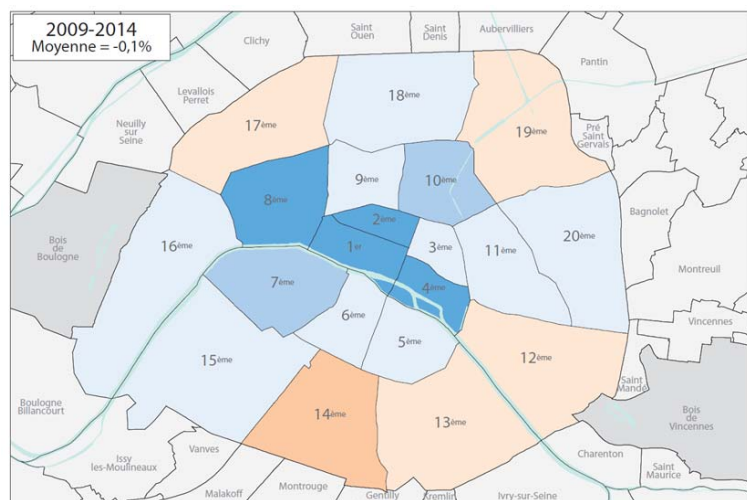 2009-2014
Moyenne = -0,1%
Clichy
Saint
Ouen
Saint
Denis
Aubervilliers
Pantin
Levallois
Perret
Neuilly
sur
Seine
Pré
Saint
Gervais
Bagnolet
Montreuil
Vincennes
Saint
Mandé
Bois
de
Vincennes
Bois
de
Boulogne
17ème
18ème
19ème
8ème
9ème
10ème
2ème
1er
3ème
11ème
20ème
16ème
7ème
4ème
6ème
5ème
15ème
12ème
14ème
13ème
Boulogne
Billancourt
Issy
les-Moulineaux
Vanves
Malakoff
Montrouge
Gentilly
Kremlin
Ivry-sur-Seine
Charenton
Saint
Maurice